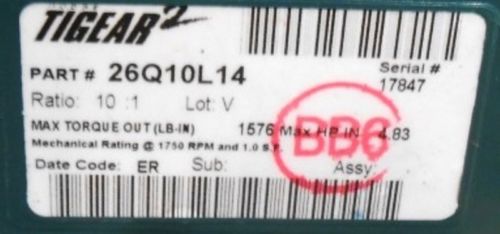 TIGEAR 2
PART # 26Q10L14
Serial #
17847
Ratio: 10 :1 Lot: V
MAX TORQUE OUT (LB-IN) 1576 Max HP IN 4.83
Mechanical Rating @ 1750 RPM and 1.0 S.F.
Date Code: ER Sub: Assy:
BB6